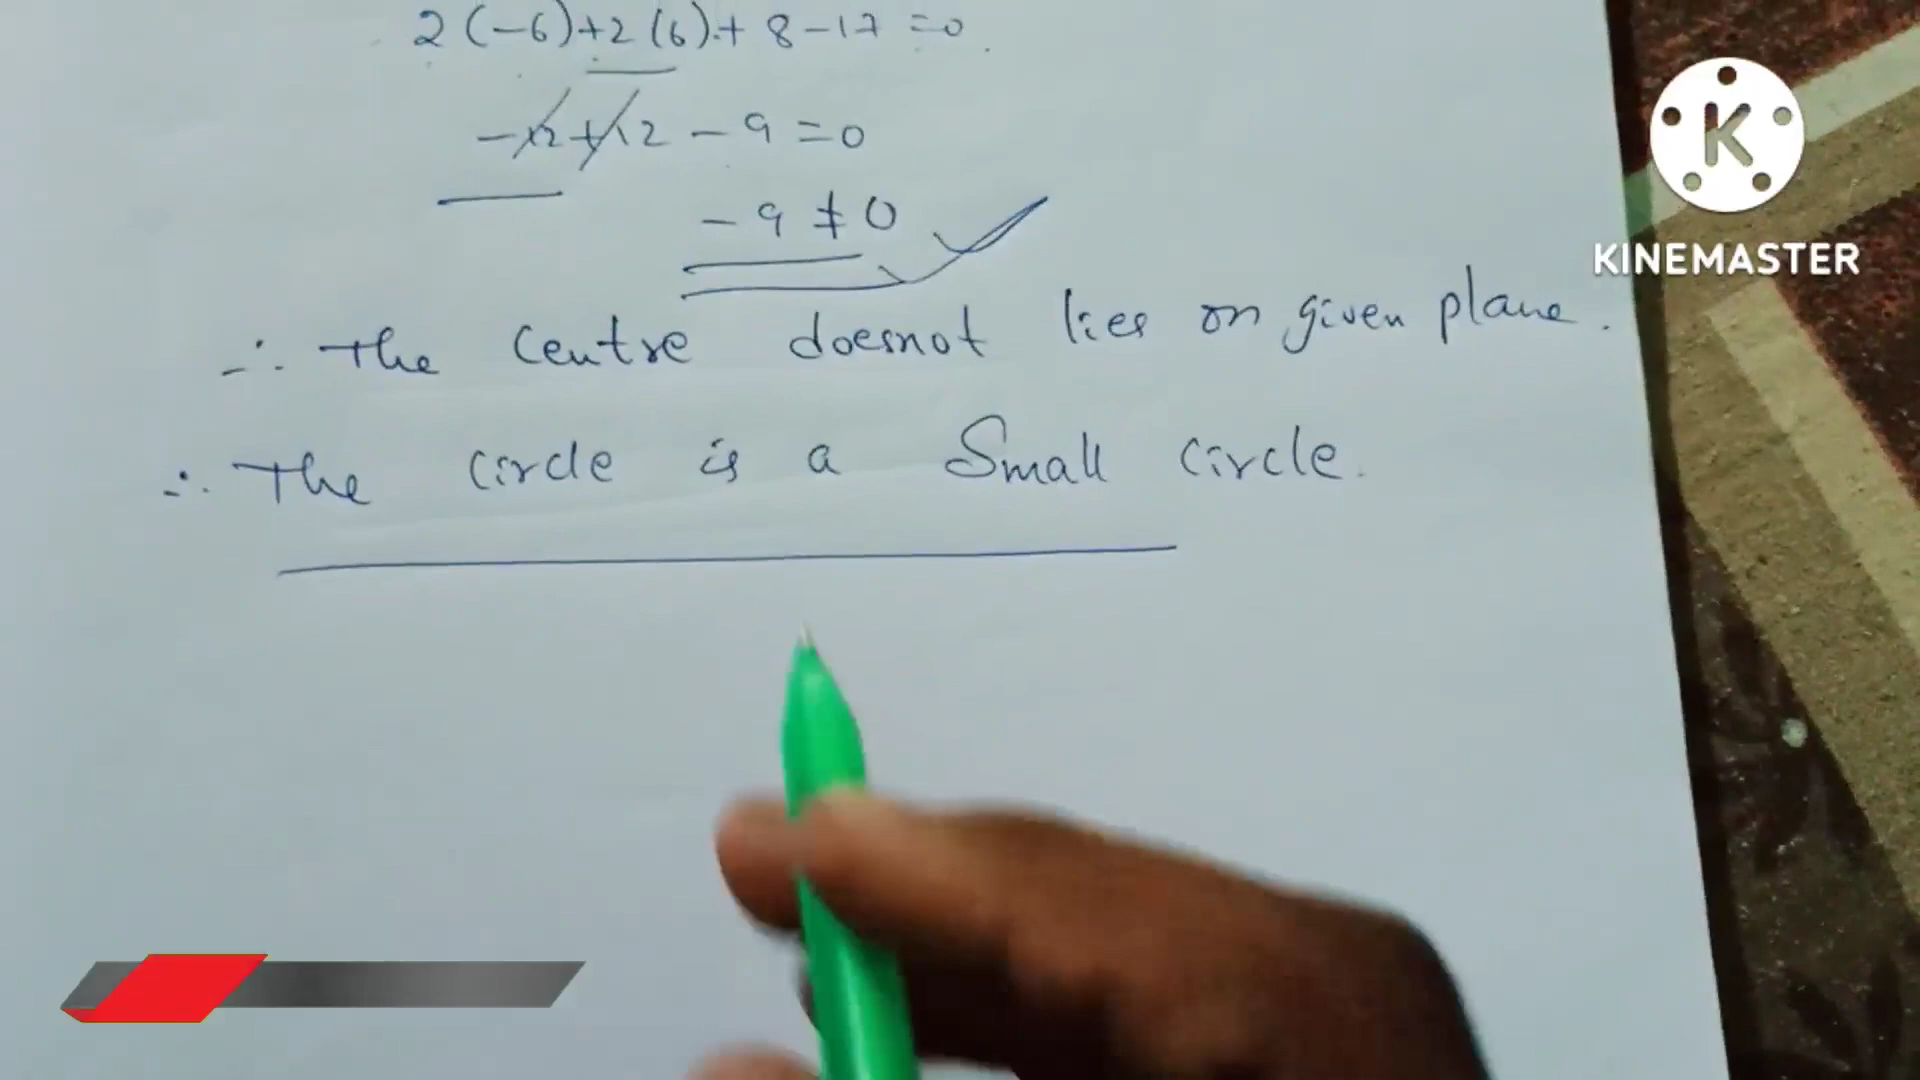 2(-6)+2(6)+8-17=0
-12+12-9=0
-9≠0
∴ The Centre doesnot lies on given plane.
∴ The circle is a Small circle.
K
KINEMASTER